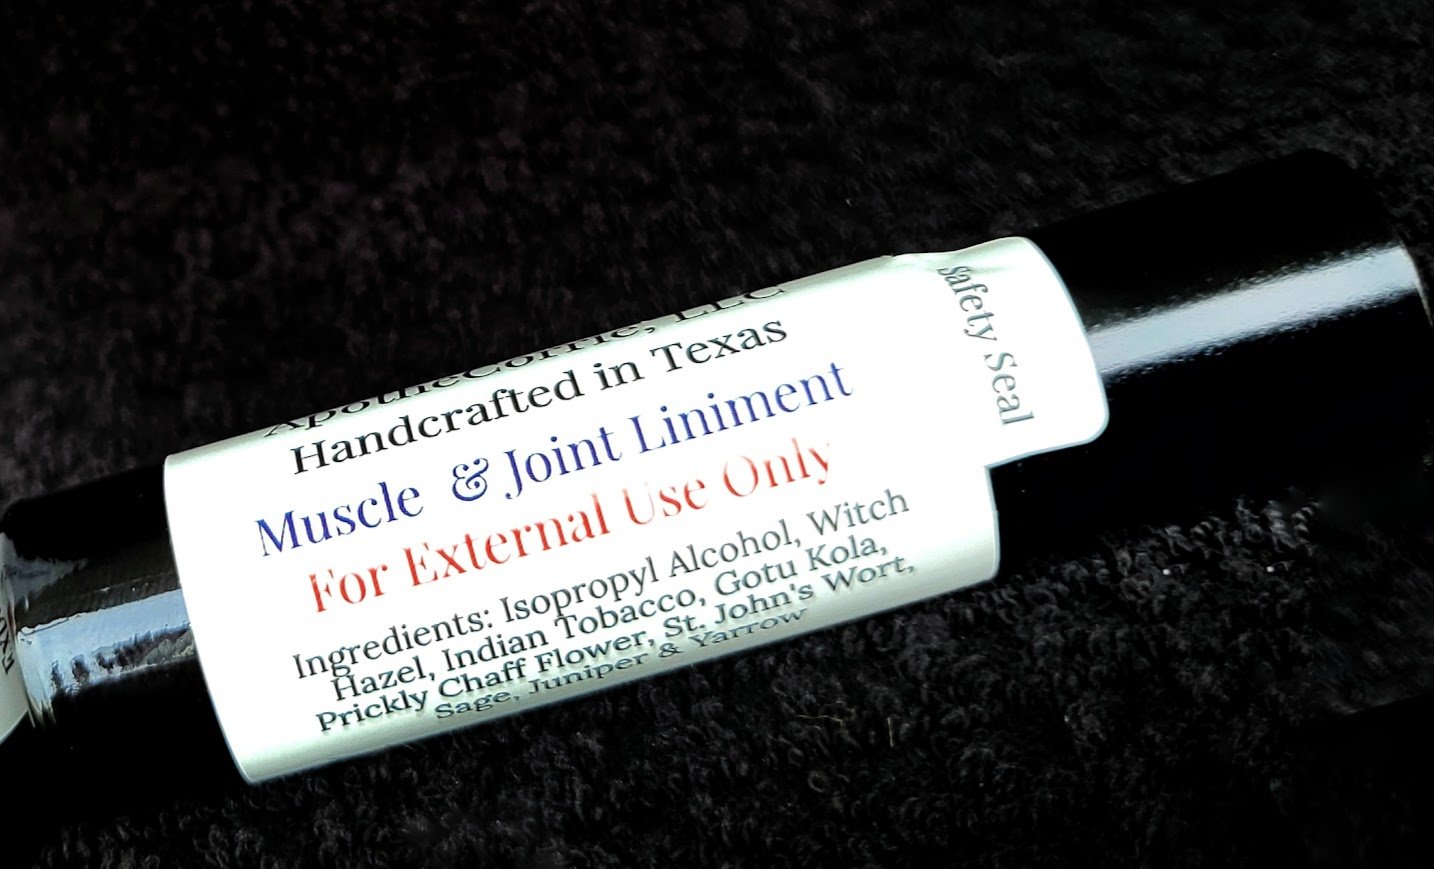 ApotheCorrie, LLC
Handcrafted in Texas
Muscle & Joint Liniment
For External Use Only
Ingredients: Isopropyl Alcohol, Witch
Hazel, Indian Tobacco, Gotu Kola,
Prickly Chaff Flower, St. John's Wort,
Sage, Juniper & Yarrow
Safety Seal